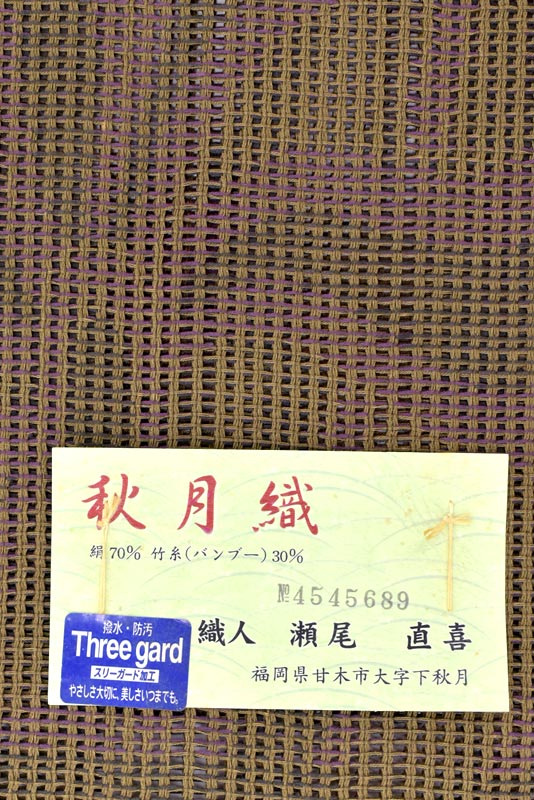 秋月織
絹70% 竹糸(バンブー)30%
№4545689
織人 瀬尾 直喜
福岡県甘木市大字下秋月
撥水・防汚
Three gard
スリーガード加工
やさしさ大切に、美しさいつまでも。